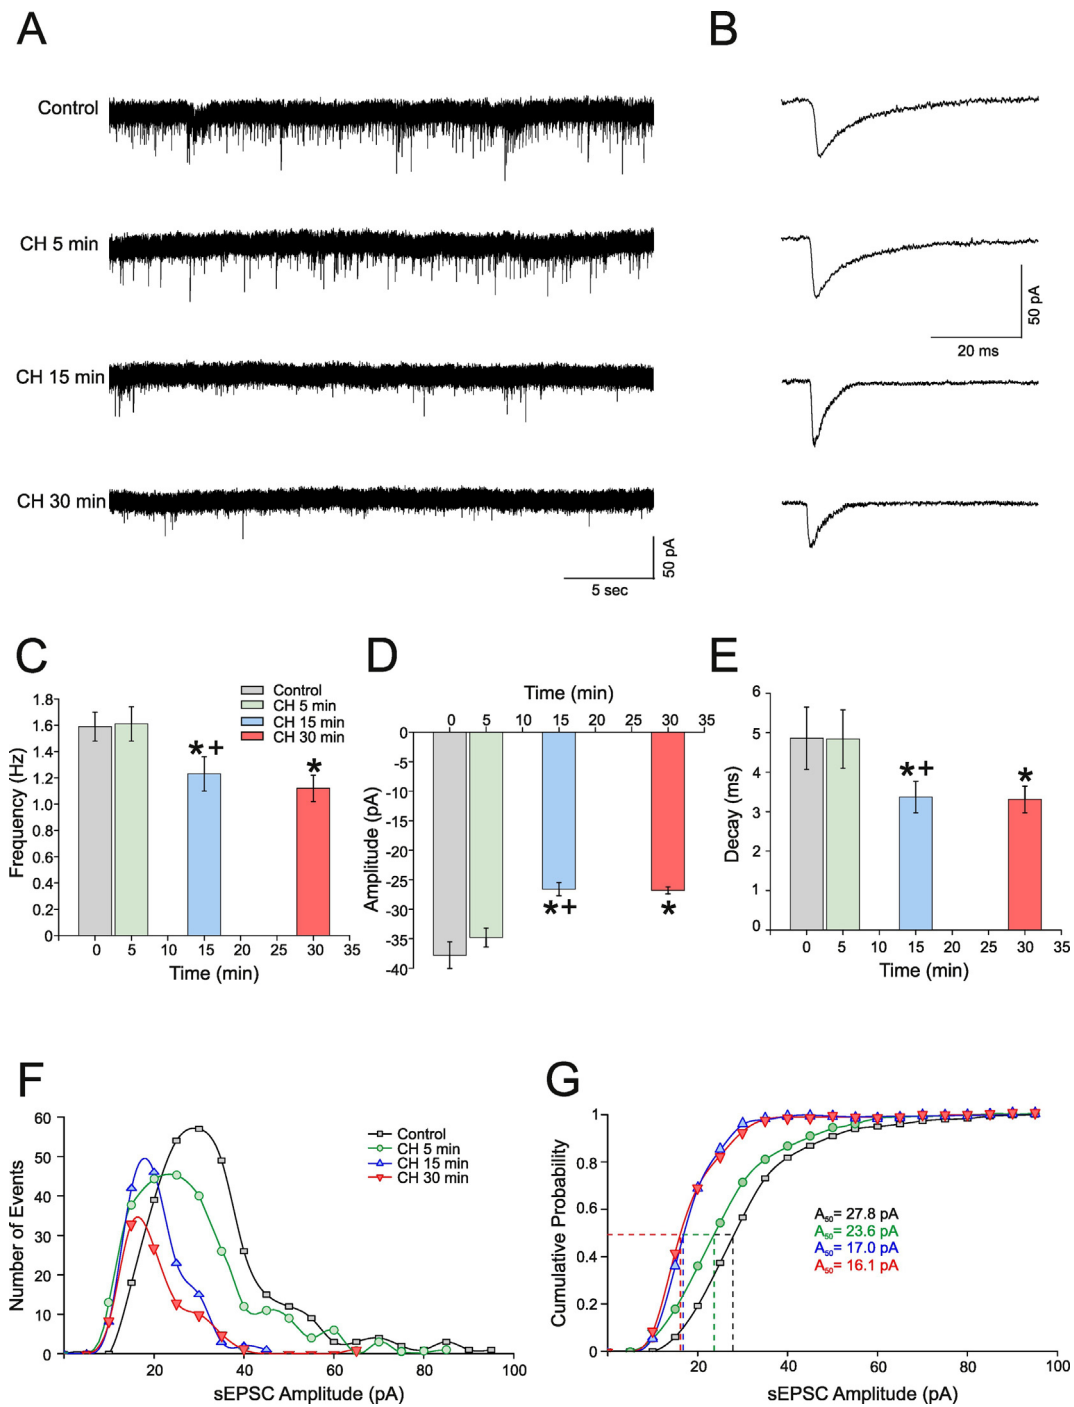 A
B
Control
CH 5 min
CH 15 min
CH 30 min
50 pA
5 sec
50 pA
20 ms
C
Control
CH 5 min
CH 15 min
CH 30 min
Frequency (Hz)
1.8
1.6
1.4
1.2
1.0
0.8
0.6
0.4
0.2
0
*+
*
0 5 10 15 20 25 30 35
Time (min)
D
Time (min)
0 5 10 15 20 25 30 35
Amplitude (pA)
0
-5
-10
-15
-20
-25
-30
-35
-40
*+
*
E
Decay (ms)
6
5
4
3
2
1
0
*+
*
0 5 10 15 20 25 30 35
Time (min)
F
Number of Events
60
50
40
30
20
10
0
Control
CH 5 min
CH 15 min
CH 30 min
20 40 60 80 100
sEPSC Amplitude (pA)
G
Cumulative Probability
1
0.8
0.6
0.4
0.2
0
A50= 27.8 pA
A50= 23.6 pA
A50= 17.0 pA
A50= 16.1 pA
20 40 60 80 100
sEPSC Amplitude (pA)